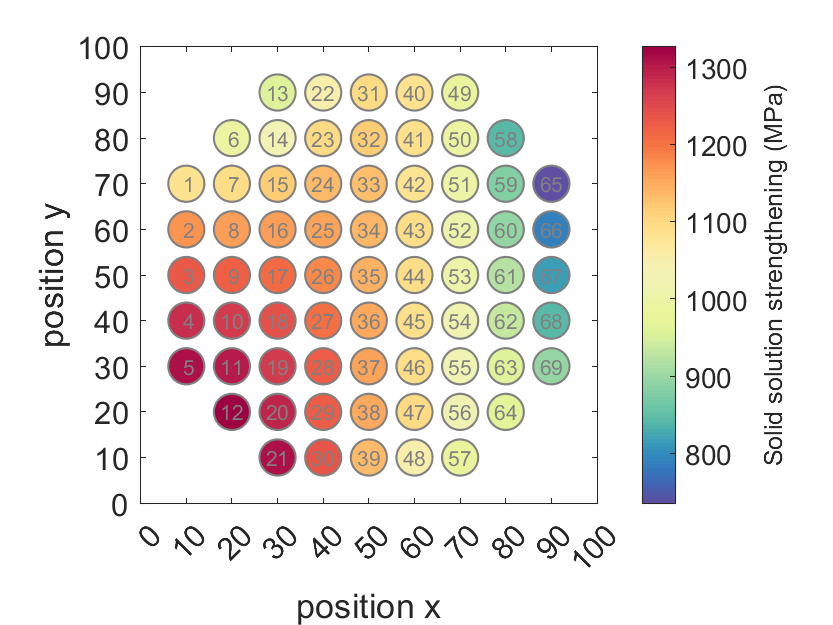 100
90
80
70
60
50
40
30
20
10
0
position y
13 22 31 40 49
6 14 23 32 41 50 58
1 7 15 24 33 42 51 59 65
2 8 16 25 34 43 52 60 66
3 9 17 26 35 44 53 61 67
4 10 18 27 36 45 54 62 68
5 11 19 28 37 46 55 63 69
12 20 29 38 47 56 64
21 30 39 48 57
0 10 20 30 40 50 60 70 80 90 100
position x
1300
1200
1100
1000
900
800
Solid solution strengthening (MPa)